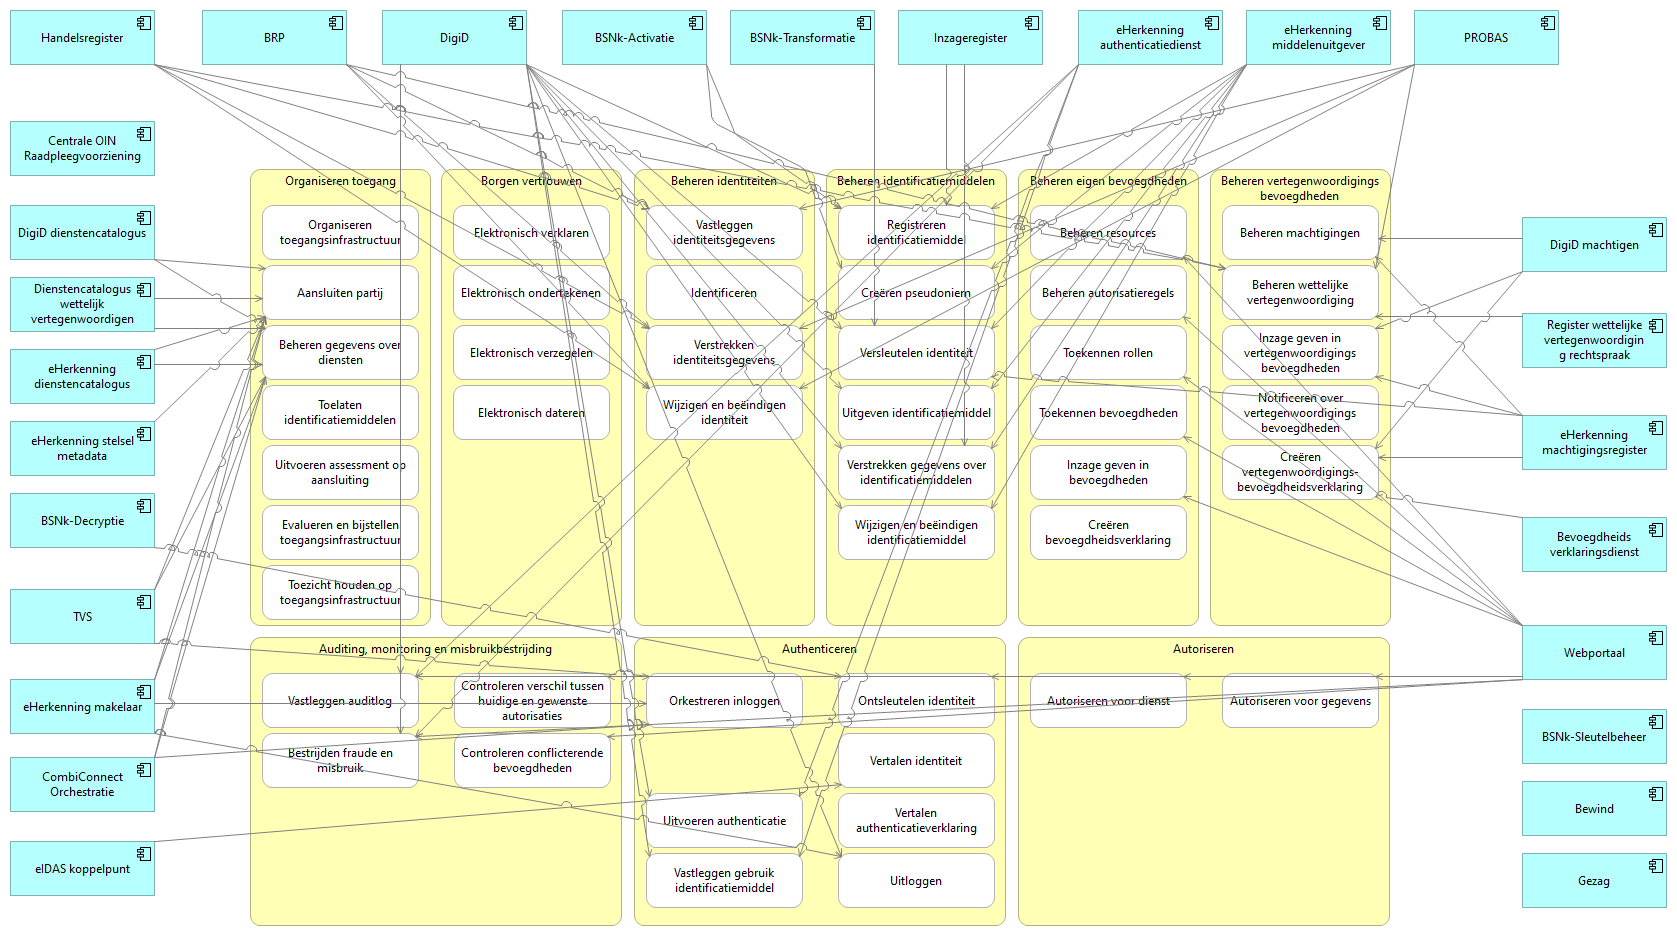 Handelsregister
BRP
DigiD
BSNk-Activatie
BSNk-Transformatie
Inzageregister
eHerkenning
authenticatiedienst
eHerkenning
middelenuitgever
PROBAS
Centrale OIN
Raadpleegvoorziening
DigiD dienstencatalogus
Dienstencatalogus
wettelijk
vertegenwoordigen
eHerkenning
dienstencatalogus
eHerkenning stelsel
metadata
BSNk-Decryptie
TVS
eHerkenning makelaar
CombiConnect
Orchestratie
eIDAS koppelpunt
Organiseren toegang
Organiseren
toegangsinfrastructuur
Aansluiten partij
Beheren gegevens over
diensten
Toelaten
identificatiemiddelen
Uitvoeren assessment op
aansluiting
Evalueren en bijstellen
toegangsinfrastructuur
Toezicht houden op
toegangsinfrastructuur
Borgen vertrouwen
Elektronisch verklaren
Elektronisch ondertekenen
Elektronisch verzegelen
Elektronisch dateren
Beheren identiteiten
Vastleggen
identiteitsgegevens
Identificeren
Verstrekken
identiteitsgegevens
Wijzigen en beëindigen
identiteit
Beheren identificatiemiddelen
Registreren
identificatiemiddel
Creëren pseudoniem
Versleutelen identiteit
Uitgeven identificatiemiddel
Verstrekken gegevens over
identificatiemiddelen
Wijzigen en beëindigen
identificatiemiddel
Beheren eigen bevoegdheden
Beheren resources
Beheren autorisatieregels
Toekennen rollen
Toekennen bevoegdheden
Inzage geven in
bevoegdheden
Creëren
bevoegdheidsverklaring
Beheren vertegenwoordigings
bevoegdheden
Beheren machtigingen
Beheren wettelijke
vertegenwoordiging
Inzage geven in
vertegenwoordigings
bevoegdheden
Notificeren over
vertegenwoordigings
bevoegdheden
Creëren
vertegenwoordigings-
bevoegdheidsverklaring
Auditing, monitoring en misbruikbestrijding
Vastleggen auditlog
Controleren verschil tussen
huidige en gewenste
autorisaties
Bestrijden fraude en
misbruik
Controleren conflicterende
bevoegdheden
Authenticeren
Orkestreren inloggen
Ontsleutelen identiteit
Vertalen identiteit
Uitvoeren authenticatie
Vertalen
authenticatieverklaring
Vastleggen gebruik
identificatiemiddel
Uitloggen
Autoriseren
Autoriseren voor dienst
Autoriseren voor gegevens
DigiD machtigen
Register wettelijke
vertegenwoordigin
g rechtspraak
eHerkenning
machtigingsregister
Bevoegdheids
verklaringsdienst
Webportaal
BSNk-Sleutelbeheer
Bewind
Gezag